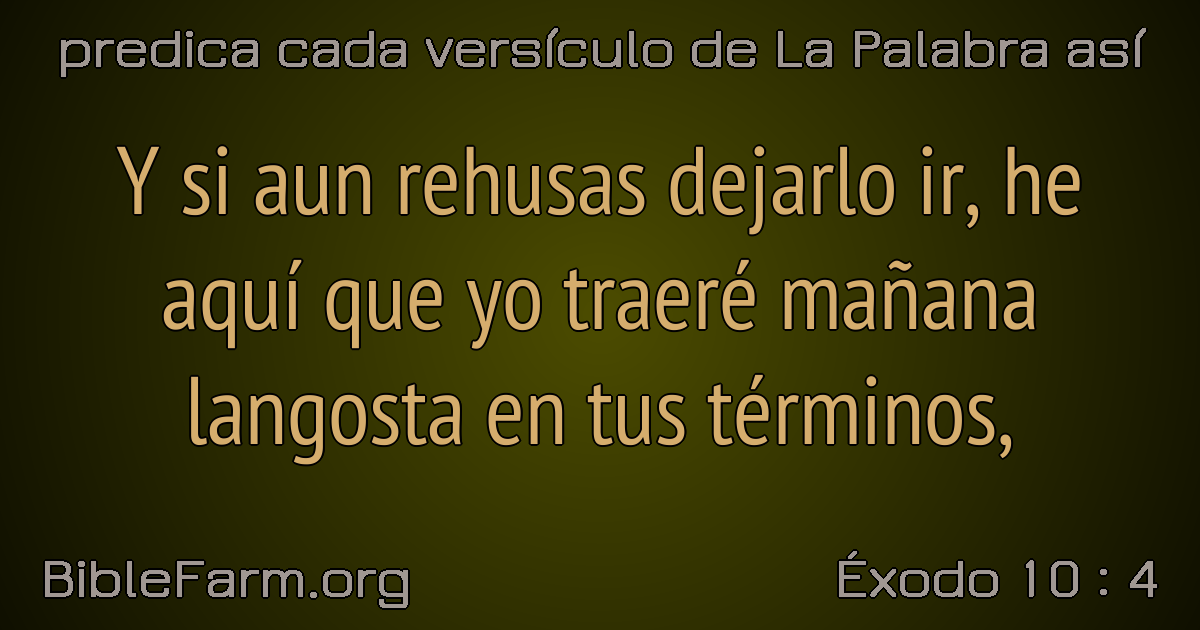 predica cada versículo de La Palabra así
Y si aun rehusas dejarlo ir, he
aquí que yo traeré mañana
langosta en tus términos,
BibleFarm.org
Éxodo 10 : 4